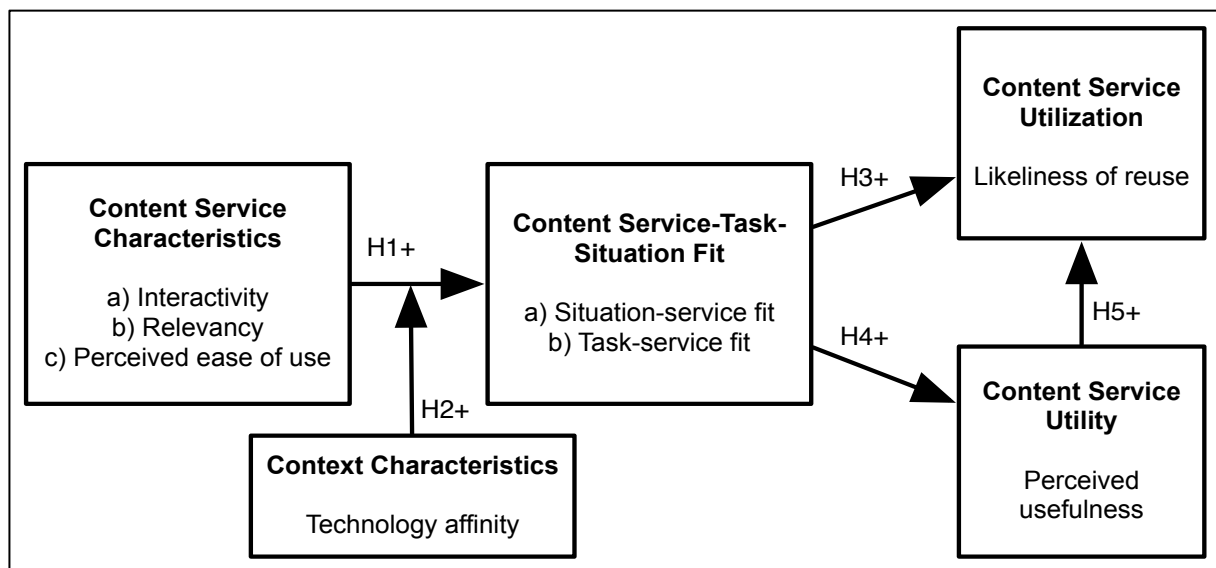 Content Service
Characteristics
a) Interactivity
b) Relevancy
c) Perceived ease of use
H1+
H2+
Context Characteristics
Technology affinity
Content Service-Task-
Situation Fit
a) Situation-service fit
b) Task-service fit
H3+
H4+
Content Service
Utilization
Likeliness of reuse
H5+
Content Service
Utility
Perceived
usefulness